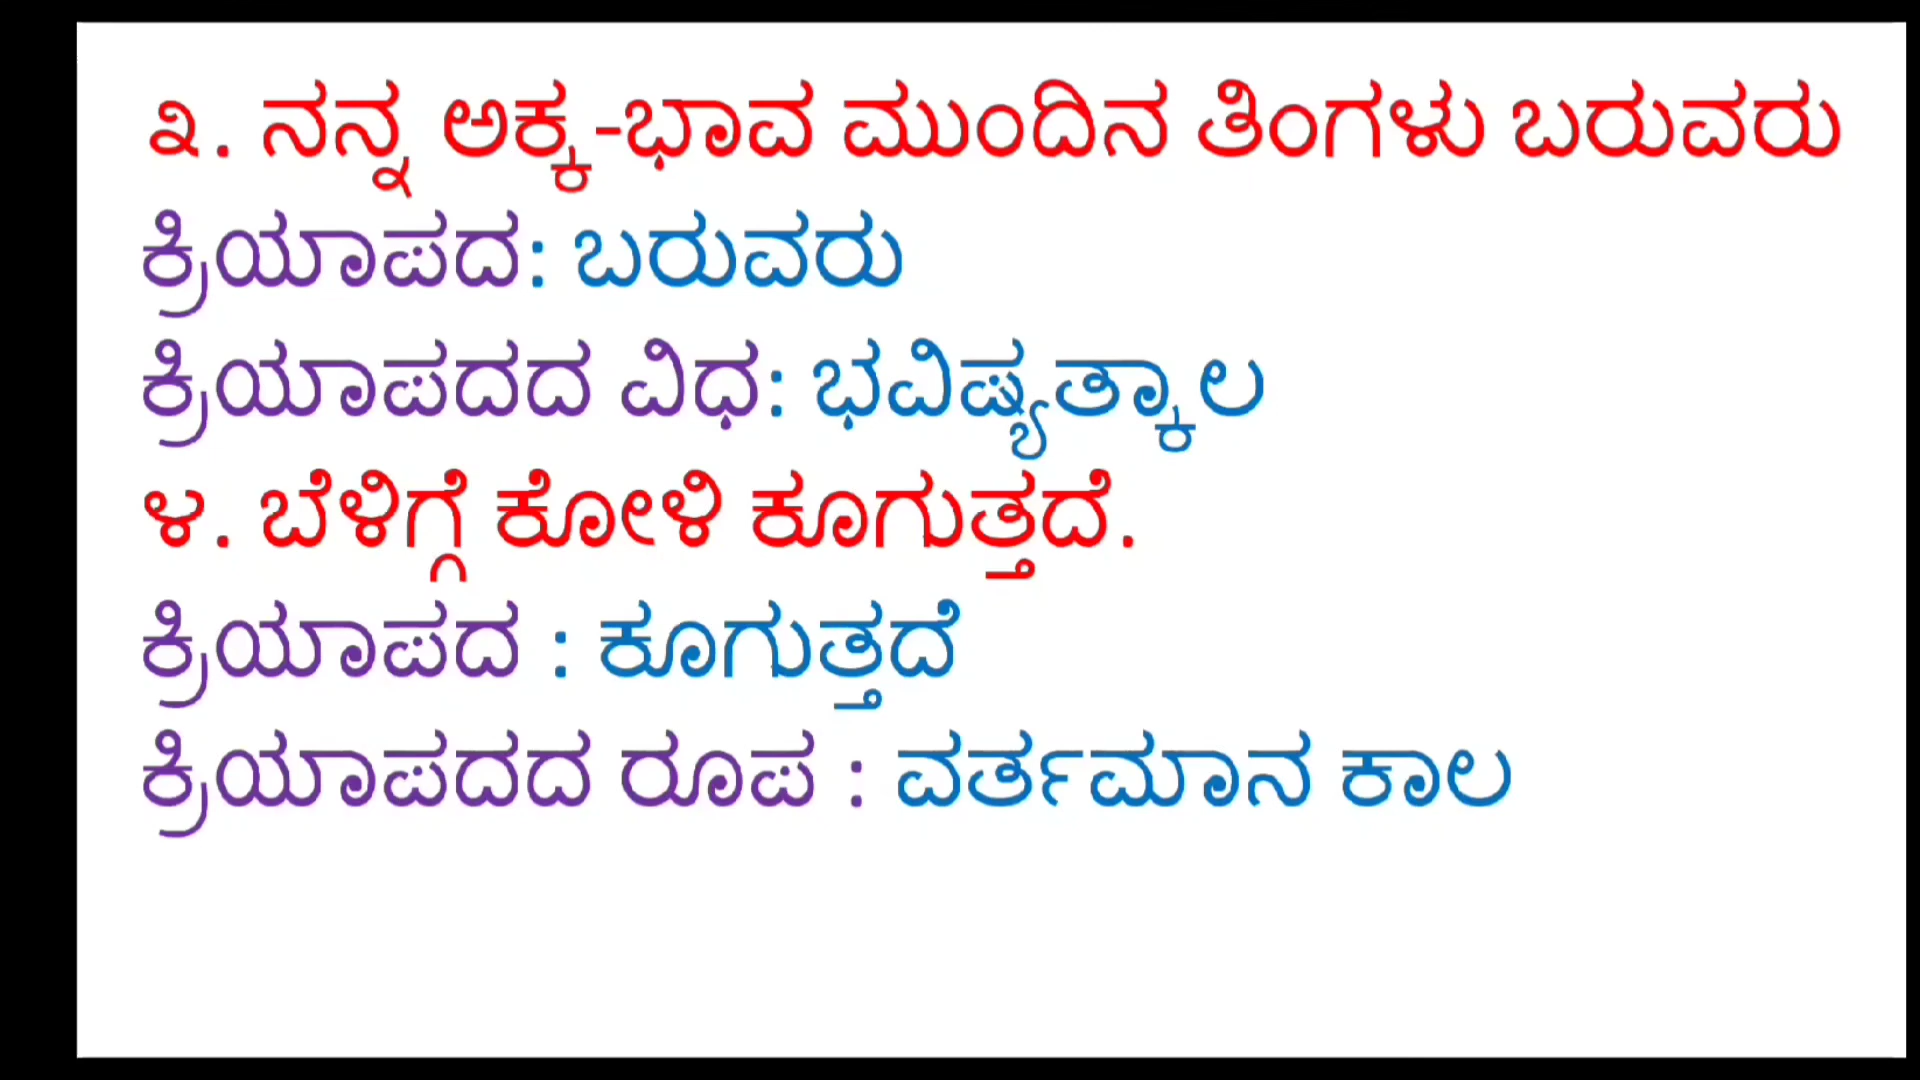 ೩. ನನ್ನ ಅಕ್ಕ-ಭಾವ ಮುಂದಿನ ತಿಂಗಳು ಬರುವರು
ಕ್ರಿಯಾಪದ: ಬರುವರು
ಕ್ರಿಯಾಪದದ ವಿಧ: ಭವಿಷ್ಯತ್ಕಾಲ
೪. ಬೆಳಿಗ್ಗೆ ಕೋಳಿ ಕೂಗುತ್ತದೆ.
ಕ್ರಿಯಾಪದ : ಕೂಗುತ್ತದೆ
ಕ್ರಿಯಾಪದದ ರೂಪ : ವರ್ತಮಾನ ಕಾಲ